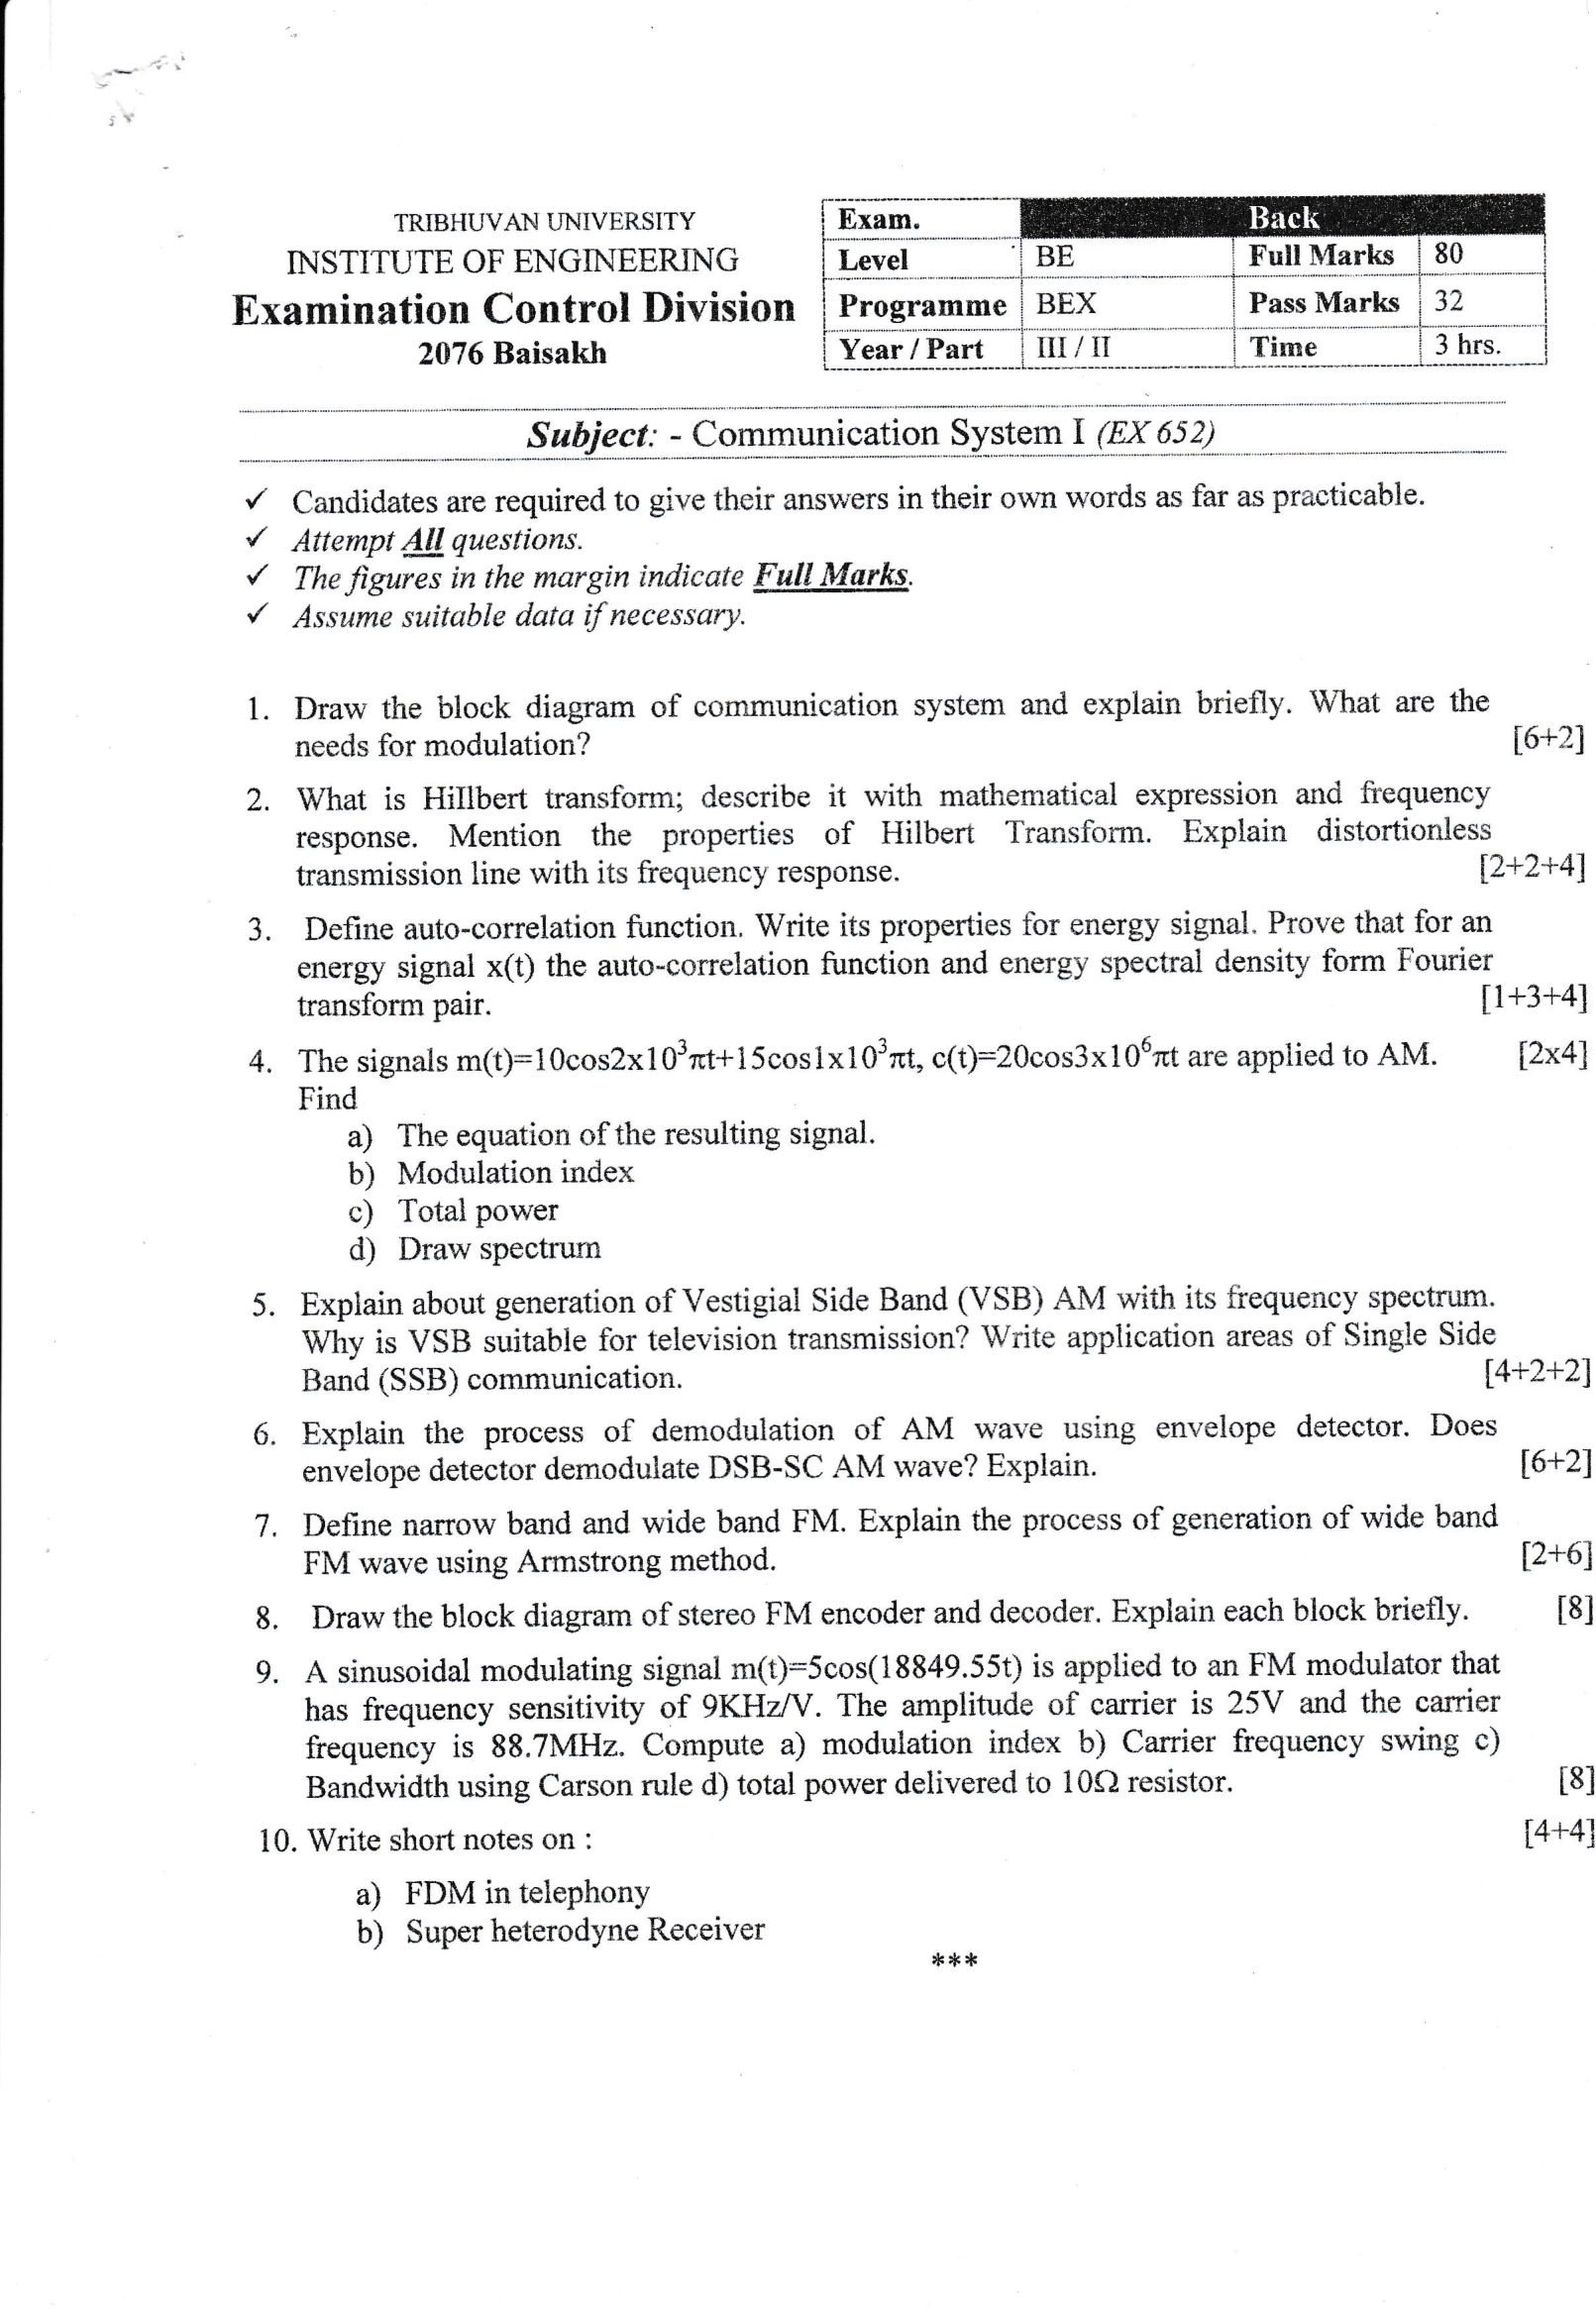 TRIBHUVAN UNIVERSITY
INSTITUTE OF ENGINEERING
Examination Control Division
2076 Baisakh
Exam. Back
Level BE Full Marks 80
Programme BEX Pass Marks 32
Year / Part III / II Time 3 hrs.
Subject: - Communication System I (EX 652)
✓ Candidates are required to give their answers in their own words as far as practicable.
✓ Attempt All questions.
✓ The figures in the margin indicate Full Marks.
✓ Assume suitable data if necessary.
1. Draw the block diagram of communication system and explain briefly. What are the
needs for modulation? [6+2]
2. What is Hillbert transform; describe it with mathematical expression and frequency
response. Mention the properties of Hilbert Transform. Explain distortionless
transmission line with its frequency response. [2+2+4]
3. Define auto-correlation function. Write its properties for energy signal. Prove that for an
energy signal x(t) the auto-correlation function and energy spectral density form Fourier
transform pair. [1+3+4]
4. The signals m(t)=10cos2x10³πt+15cos1x10³πt, c(t)=20cos3x10⁶πt are applied to AM. [2x4]
Find
a) The equation of the resulting signal.
b) Modulation index
c) Total power
d) Draw spectrum
5. Explain about generation of Vestigial Side Band (VSB) AM with its frequency spectrum.
Why is VSB suitable for television transmission? Write application areas of Single Side
Band (SSB) communication. [4+2+2]
6. Explain the process of demodulation of AM wave using envelope detector. Does
envelope detector demodulate DSB-SC AM wave? Explain. [6+2]
7. Define narrow band and wide band FM. Explain the process of generation of wide band
FM wave using Armstrong method. [2+6]
8. Draw the block diagram of stereo FM encoder and decoder. Explain each block briefly. [8]
9. A sinusoidal modulating signal m(t)=5cos(18849.55t) is applied to an FM modulator that
has frequency sensitivity of 9KHz/V. The amplitude of carrier is 25V and the carrier
frequency is 88.7MHz. Compute a) modulation index b) Carrier frequency swing c)
Bandwidth using Carson rule d) total power delivered to 10Ω resistor. [8]
10. Write short notes on : [4+4]
a) FDM in telephony
b) Super heterodyne Receiver
***